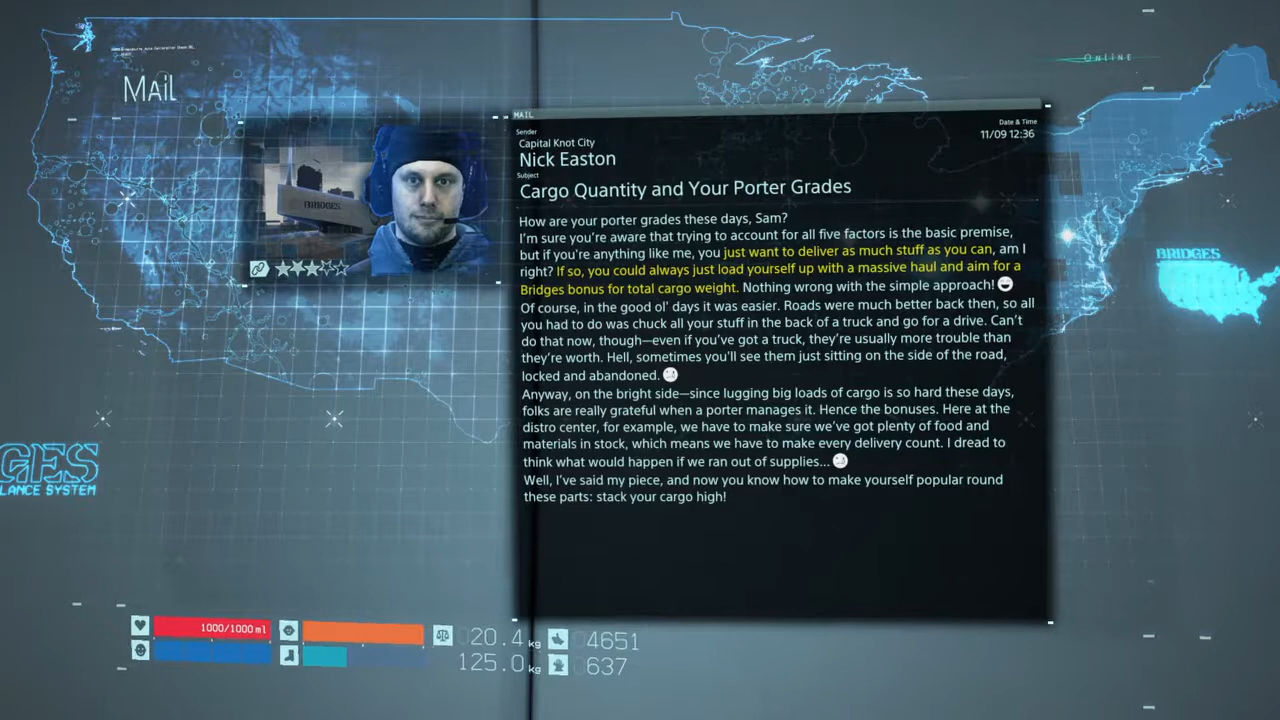 Mail
ONLINE
MAIL
Sender
Date & Time
Capital Knot City
11/09 12:36
Nick Easton
Subject
Cargo Quantity and Your Porter Grades
How are your porter grades these days, Sam?
I'm sure you're aware that trying to account for all five factors is the basic premise,
but if you're anything like me, you just want to deliver as much stuff as you can, am I
right? If so, you could always just load yourself up with a massive haul and aim for a
Bridges bonus for total cargo weight. Nothing wrong with the simple approach!
Of course, in the good ol' days it was easier. Roads were much better back then, so all
you had to do was chuck all your stuff in the back of a truck and go for a drive. Can't
do that now, though—even if you've got a truck, they're usually more trouble than
they're worth. Hell, sometimes you'll see them just sitting on the side of the road,
locked and abandoned.
Anyway, on the bright side—since lugging big loads of cargo is so hard these days,
folks are really grateful when a porter manages it. Hence the bonuses. Here at the
distro center, for example, we have to make sure we've got plenty of food and
materials in stock, which means we have to make every delivery count. I dread to
think what would happen if we ran out of supplies...
Well, I've said my piece, and now you know how to make yourself popular round
these parts: stack your cargo high!
BRIDGES
BRIDGES
GES
LANCE SYSTEM
1000/1000 ml
020.4 kg
04651
125.0 kg
00637